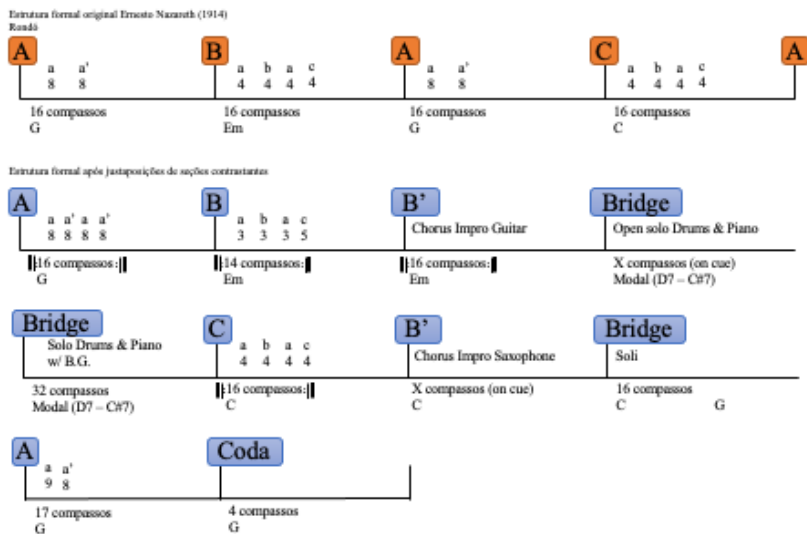 Estrutura formal original Ernesto Nazareth (1914)
Rondó
A B A C A
a a' a b a c a a' a b a c
8 8 4 4 4 4 8 8 4 4 4 4
16 compassos 16 compassos 16 compassos 16 compassos
G Em G C
Estrutura formal após justaposições de seções contrastantes
A B B' Bridge
a a' a a' a b a c Chorus Impro Guitar Open solo Drums & Piano
8 8 8 8 3 3 3 5
‖:16 compassos:‖ ‖:14 compassos:‖ ‖:16 compassos:‖ X compassos (on cue)
G Em Em Modal (D7 – C#7)
Bridge C B' Bridge
Solo Drums & Piano a b a c Chorus Impro Saxophone Soli
w/ B.G. 4 4 4 4
32 compassos ‖:16 compassos:‖ X compassos (on cue) 16 compassos
Modal (D7 – C#7) C C C G
A Coda
a a'
9 8
17 compassos 4 compassos
G G